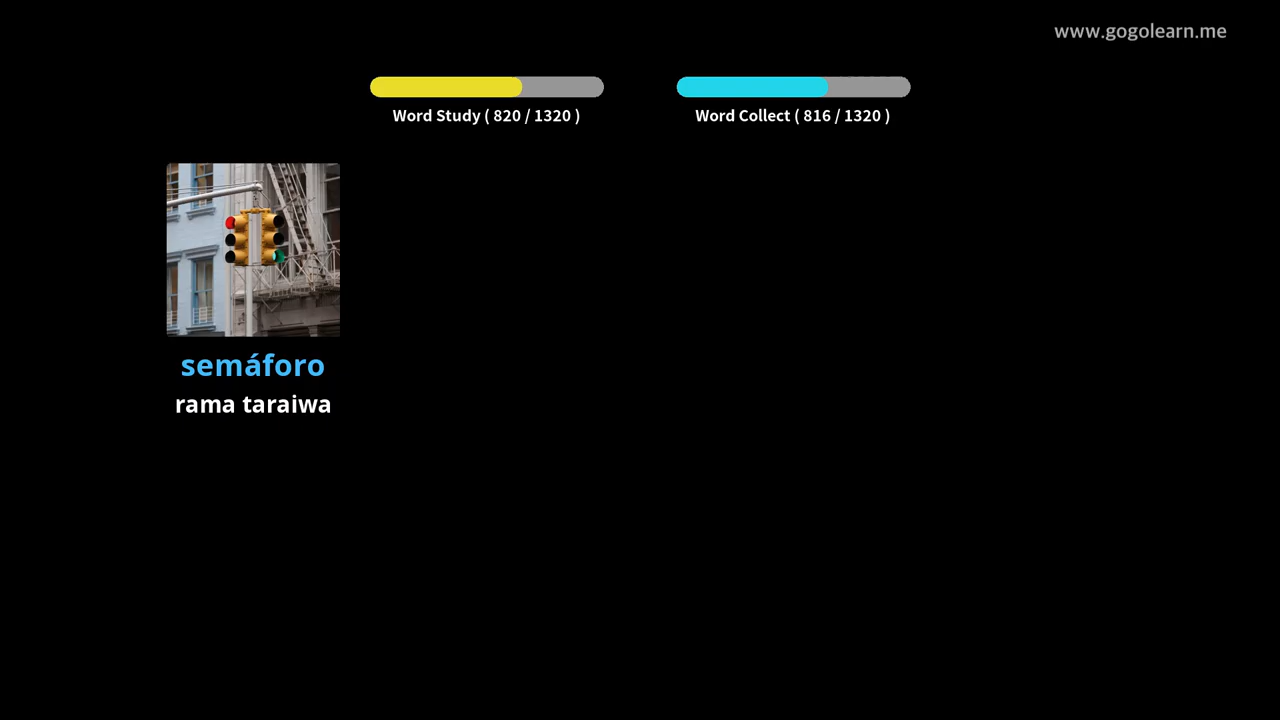 www.gogolearn.me
Word Study ( 820 / 1320 )
Word Collect ( 816 / 1320 )
semáforo
rama taraiwa